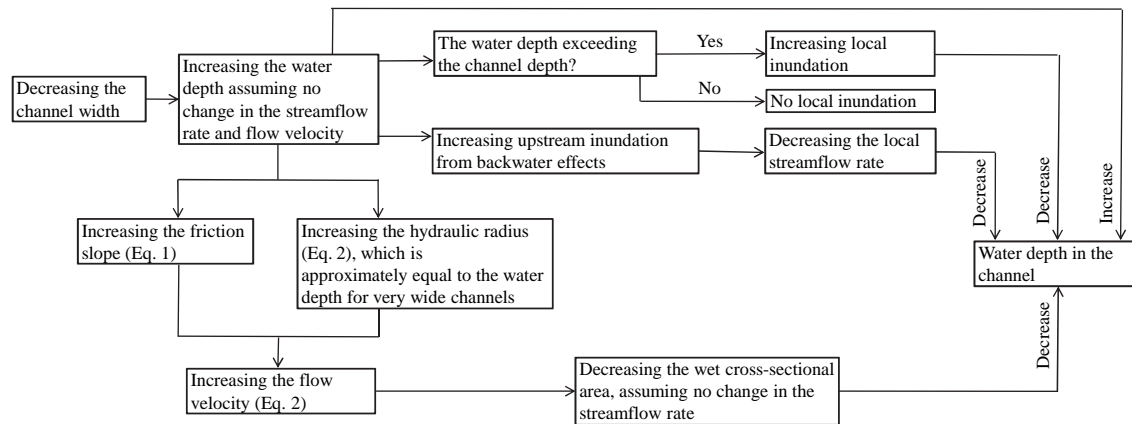 Decreasing the
channel width
Increasing the water
depth assuming no
change in the streamflow
rate and flow velocity
The water depth exceeding
the channel depth?
Yes
No
Increasing local
inundation
No local inundation
Increasing upstream inundation
from backwater effects
Decreasing the local
streamflow rate
Decrease
Decrease
Increase
Water depth in the
channel
Increasing the friction
slope (Eq. 1)
Increasing the hydraulic radius
(Eq. 2), which is
approximately equal to the water
depth for very wide channels
Increasing the flow
velocity (Eq. 2)
Decreasing the wet cross-sectional
area, assuming no change in the
streamflow rate
Decrease